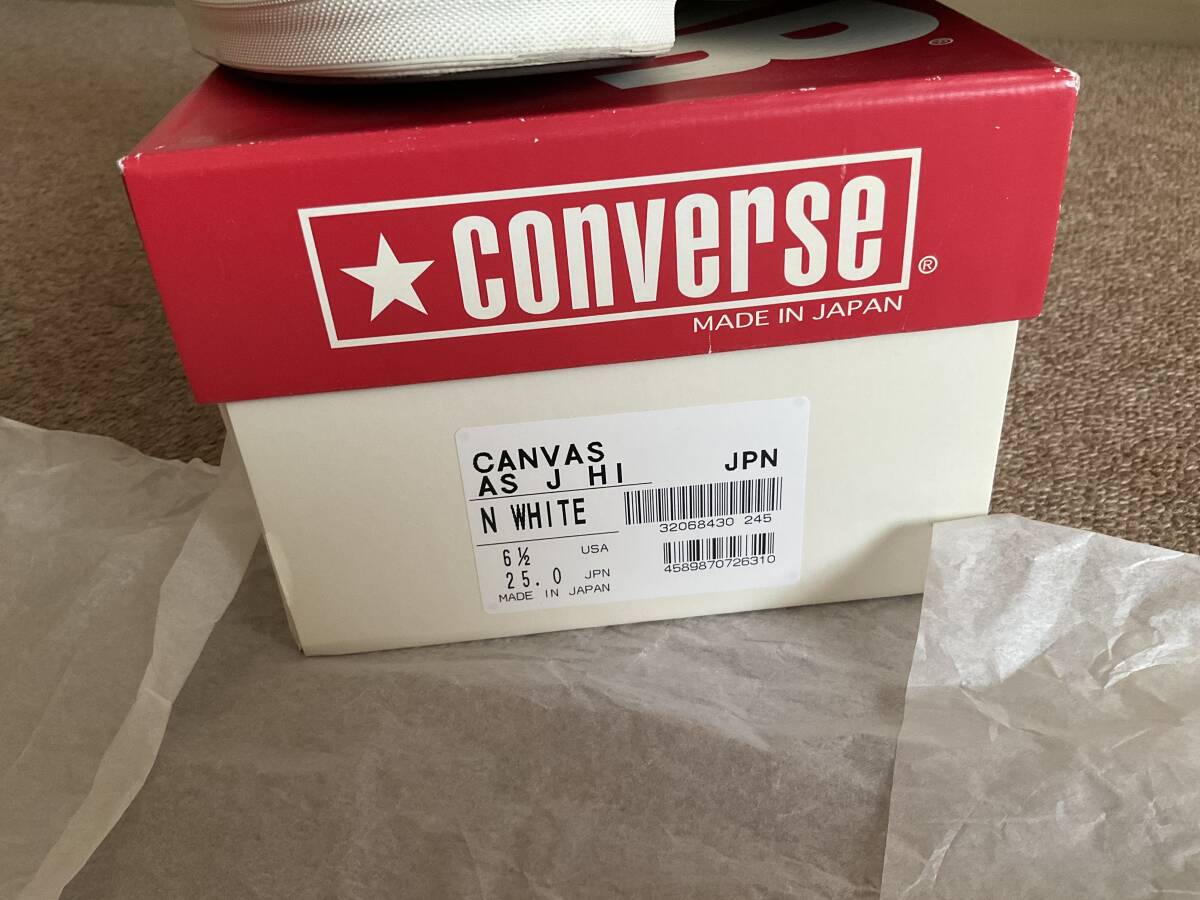 ★ CONVERSE ®
MADE IN JAPAN
CANVAS
AS J HI
JPN
N WHITE
32068430 245
6½ USA
25.0 JPN
4589870726310
MADE IN JAPAN